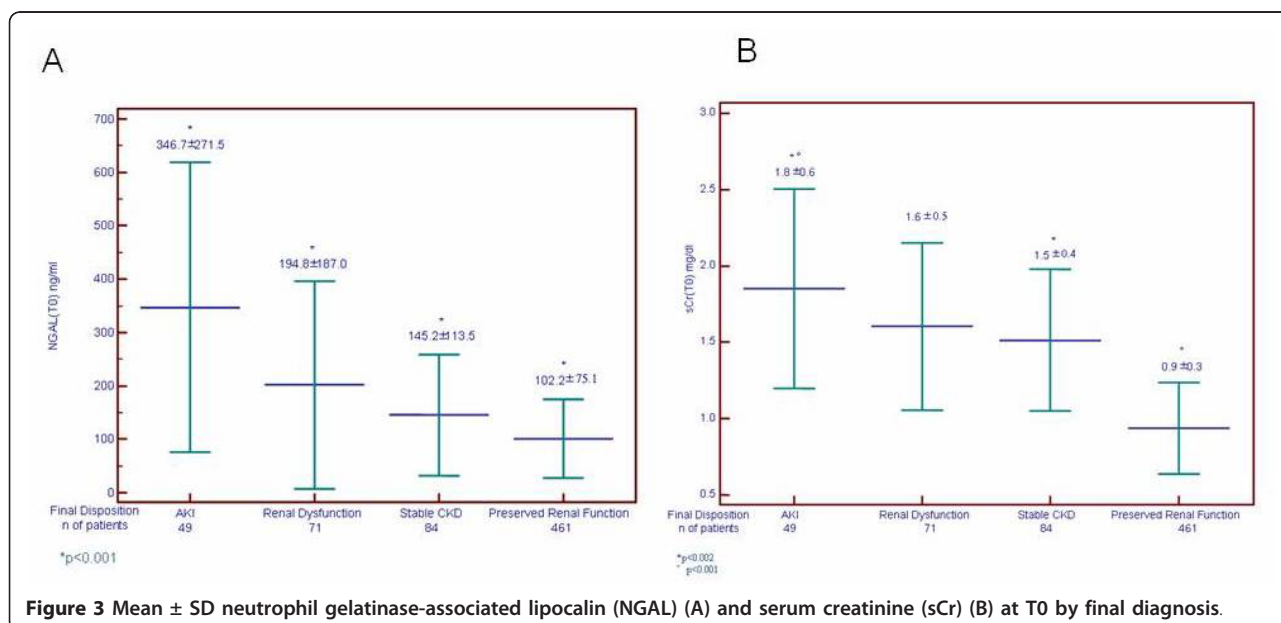 A
700
*
346.7±271.5
600
500
*
194.8±187.0
400
*
145.2±113.5
300
*
102.2±75.1
200
100
0
NGAL(T0) ng/ml
Final Disposition AKI Renal Dysfunction Stable CKD Preserved Renal Function
n of patients 49 71 84 461
*p<0.001
B
3.0
*°
1.8±0.6
2.5
1.6±0.5
*
1.5±0.4
2.0
°
0.9±0.3
1.5
1.0
0.5
sCr(T0) mg/dl
Final Disposition AKI Renal Dysfunction Stable CKD Preserved Renal Function
n of patients 49 71 84 461
*p<0.002
° p<0.001
Figure 3 Mean ± SD neutrophil gelatinase-associated lipocalin (NGAL) (A) and serum creatinine (sCr) (B) at T0 by final diagnosis.